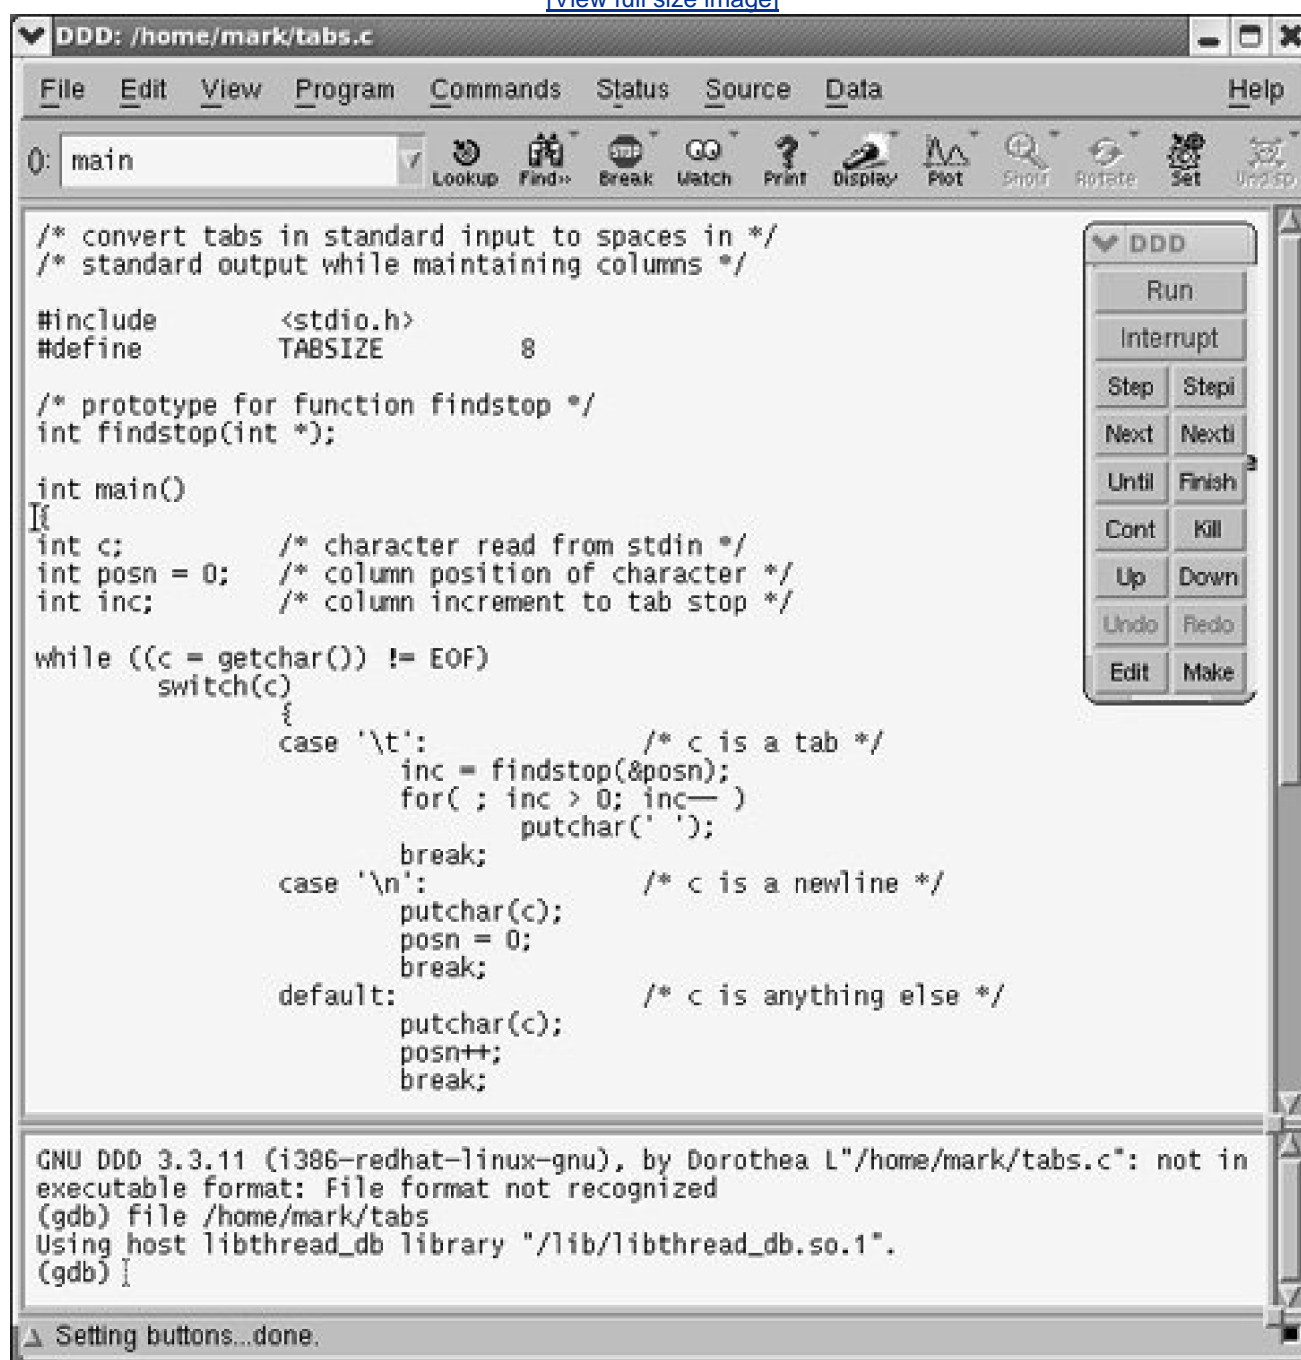 [View full size image]
DDD: /home/mark/tabs.c
File Edit View Program Commands Status Source Data Help
(): main Lookup Find» Break Watch Print Display Plot Rotate Set
/* convert tabs in standard input to spaces in */
/* standard output while maintaining columns */
#include <stdio.h>
#define TABSIZE 8
/* prototype for function findstop */
int findstop(int *);
int main()
{
int c; /* character read from stdin */
int posn = 0; /* column position of character */
int inc; /* column increment to tab stop */
while ((c = getchar()) != EOF)
switch(c)
{
case '\t': /* c is a tab */
inc = findstop(&posn);
for( ; inc > 0; inc-- )
putchar(' ');
break;
case '\n': /* c is a newline */
putchar(c);
posn = 0;
break;
default: /* c is anything else */
putchar(c);
posn++;
break;
DDD
Run
Interrupt
Step Stepi
Next Nexti
Until Finish
Cont Kill
Up Down
Undo Redo
Edit Make
GNU DDD 3.3.11 (i386-redhat-linux-gnu), by Dorothea L"/home/mark/tabs.c": not in
executable format: File format not recognized
(gdb) file /home/mark/tabs
Using host libthread_db library "/lib/libthread_db.so.1".
(gdb)
Setting buttons...done.